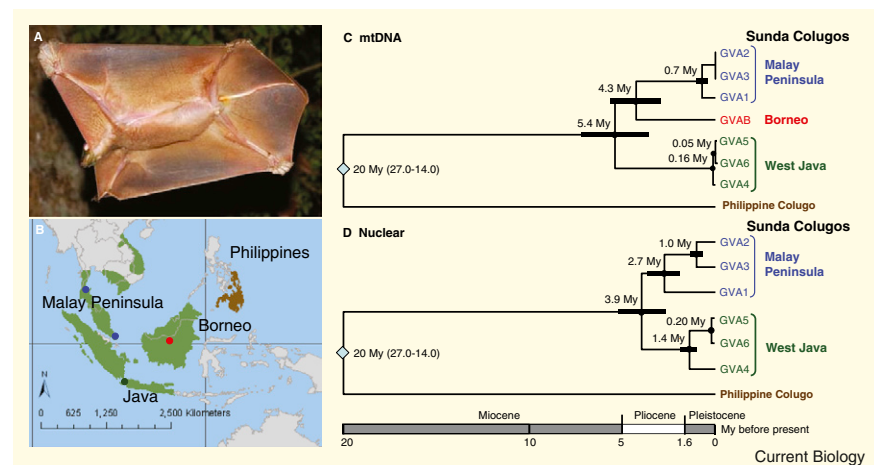 A
B
Philippines
Malay Peninsula
Borneo
Java
N
0 625 1,250 2,500 Kilometers
C mtDNA
Sunda Colugos
GVA2
GVA3
GVA1
Malay
Peninsula
0.7 My
4.3 My
GVAB Borneo
5.4 My
0.05 My
0.16 My
GVA5
GVA6
GVA4
West Java
20 My (27.0-14.0)
Philippine Colugo
D Nuclear
Sunda Colugos
1.0 My
GVA2
GVA3
GVA1
Malay
Peninsula
2.7 My
3.9 My
0.20 My
1.4 My
GVA5
GVA6
GVA4
West Java
20 My (27.0-14.0)
Philippine Colugo
Miocene Pliocene Pleistocene
My before present
20 10 5 1.6 0
Current Biology